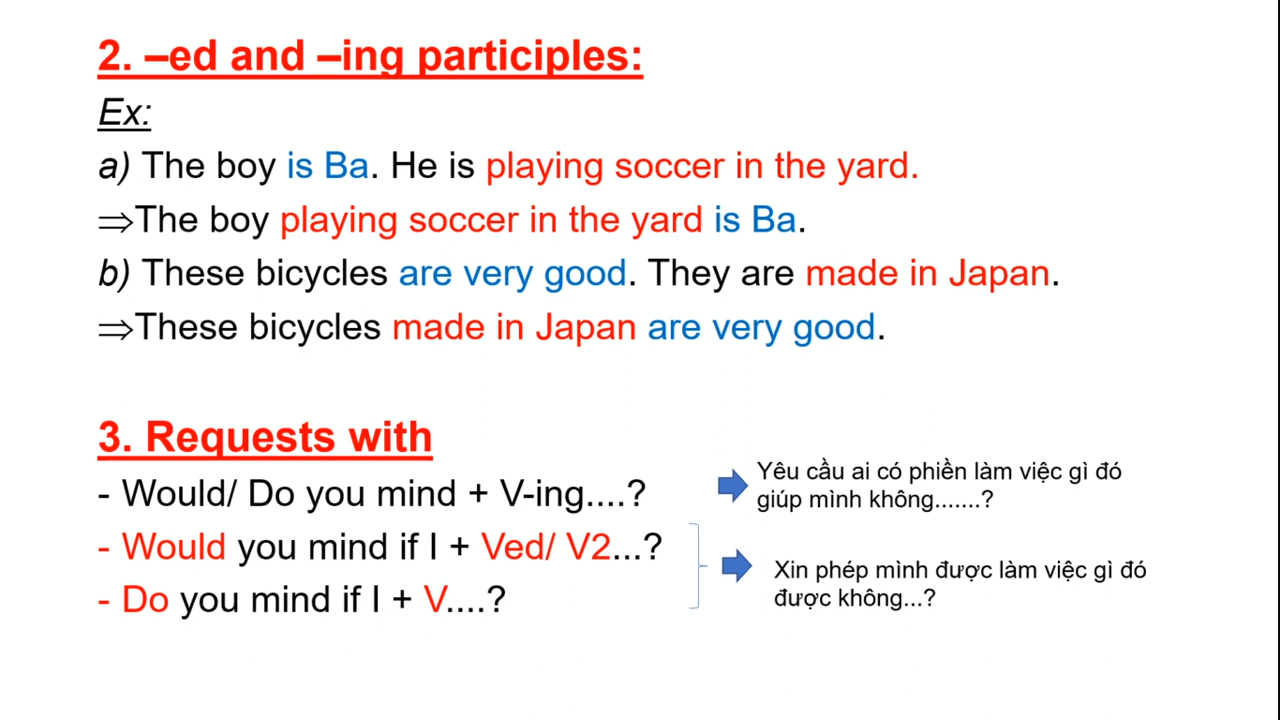 2. –ed and –ing participles:
Ex:
a) The boy is Ba. He is playing soccer in the yard.
⇒The boy playing soccer in the yard is Ba.
b) These bicycles are very good. They are made in Japan.
⇒These bicycles made in Japan are very good.
3. Requests with
- Would/ Do you mind + V-ing....?
Yêu cầu ai có phiền làm việc gì đó
giúp mình không.......?
- Would you mind if I + Ved/ V2...?
- Do you mind if I + V....?
Xin phép mình được làm việc gì đó
được không...?